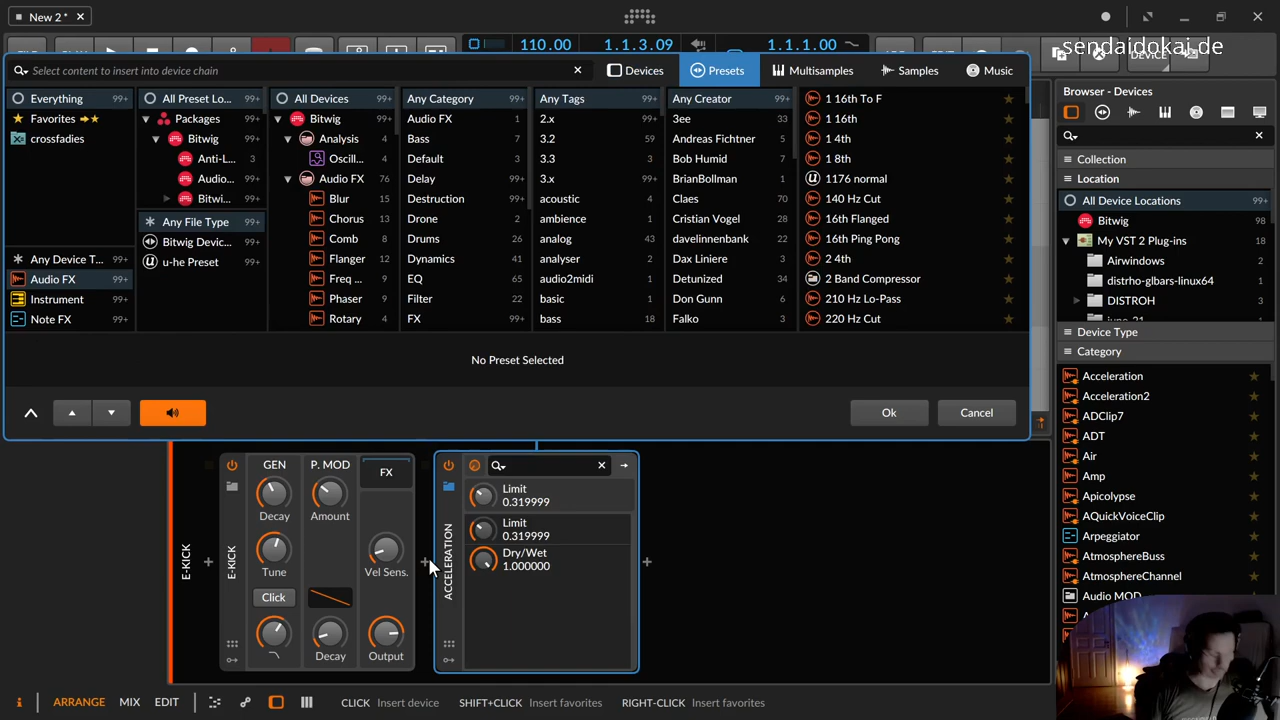 New 2 *
110.00
1.1.3.09
1.1.1.00
sendaidokai.de
DEVICE
Select content to insert into device chain
Devices
Presets
Multisamples
Samples
Music
Everything 99+
Favorites
crossfadies
Any Device T... 99+
Audio FX 99+
Instrument 99+
Note FX 99+
All Preset Lo... 99+
Packages 99+
Bitwig 99+
Anti-L... 3
Audio... 99+
Bitwi... 99+
Any File Type 99+
Bitwig Devic... 99+
u-he Preset 99+
All Devices 99+
Bitwig 99+
Analysis 4
Oscill... 4
Audio FX 76
Blur 15
Chorus 13
Comb 8
Flanger 12
Freq ... 9
Phaser 9
Rotary 4
Any Category 99+
Audio FX 1
Bass 7
Default 5
Delay 99+
Destruction 99+
Drone 2
Drums 26
Dynamics 41
EQ 65
Filter 22
FX 99+
Any Tags 99+
2.x 99+
3.2 59
3.3 99+
3.x 99+
acoustic 4
ambience 1
analog 43
analyser 2
audio2midi 1
basic 1
bass 18
Any Creator 99+
3ee 33
Andreas Fichtner 5
Bob Humid 7
BrianBollman 1
Claes 70
Cristian Vogel 22
davelinnenbank 22
Dax Liniere 3
Detunized 34
Don Gunn 6
Falko 3
1 16th To F
1 16th
1 4th
1 8th
1176 normal
140 Hz Cut
16th Flanged
16th Ping Pong
2 4th
2 Band Compressor
210 Hz Lo-Pass
220 Hz Cut
No Preset Selected
Ok
Cancel
Browser - Devices
Collection
Location
All Device Locations 99+
Bitwig 98
My VST 2 Plug-ins 18
Airwindows
distrho-glbars-linux64
DISTROH
Device Type
Category
Acceleration
Acceleration2
ADClip7
ADT
Air
Amp
Apicolypse
AQuickVoiceClip
Arpeggiator
AtmosphereBuss
AtmosphereChannel
Audio MOD
E-KICK
E-KICK
GEN
Decay
Tune
Click
P. MOD
Amount
Decay
FX
Vel Sens.
Output
ACCELERATION
Limit
0.319999
Limit
0.319999
Dry/Wet
1.000000
i
ARRANGE
MIX
EDIT
CLICK Insert device
SHIFT+CLICK Insert favorites
RIGHT-CLICK Insert favorites